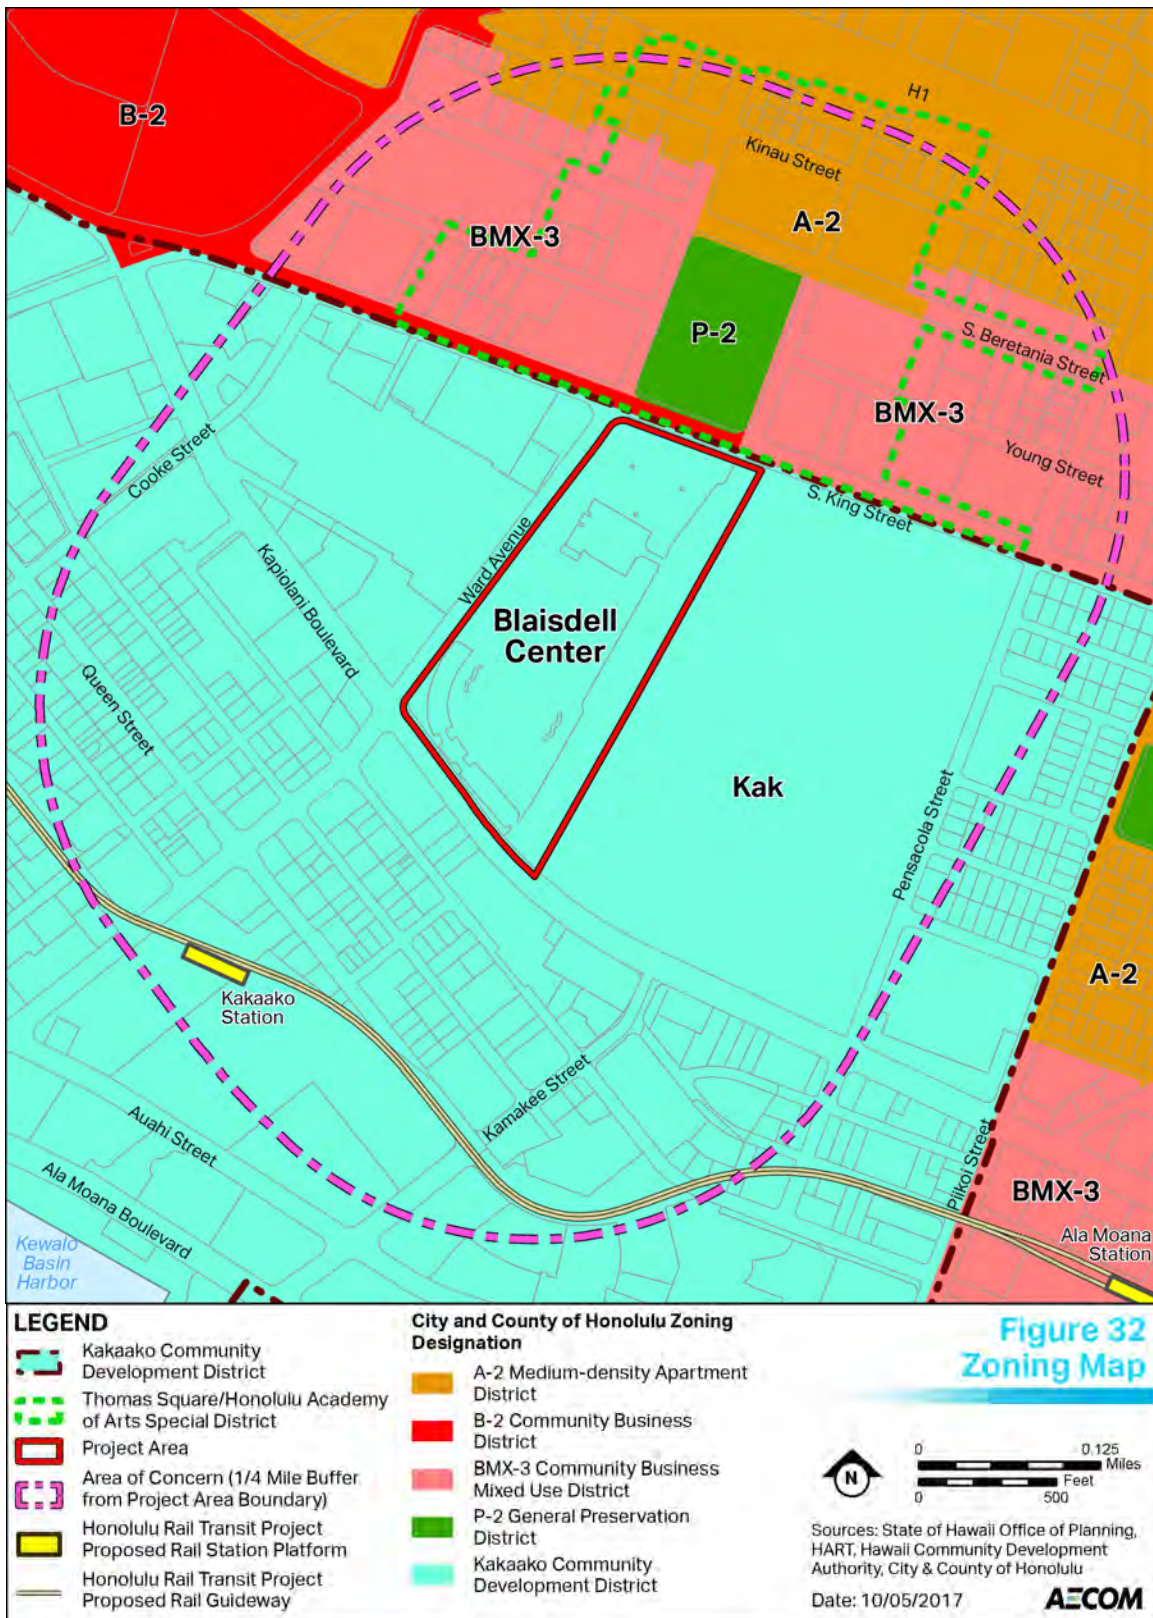 H1
B-2
Kinau Street
A-2
BMX-3
P-2
S. Beretania Street
BMX-3
Young Street
Cooke Street
S. King Street
Ward Avenue
Kapiolani Boulevard
Blaisdell
Center
Queen Street
Kak
Pensacola Street
A-2
Kakaako
Station
Kamakee Street
Auahi Street
Ala Moana Boulevard
Piikoi Street
BMX-3
Ala Moana
Station
Kewalo
Basin
Harbor
LEGEND
Kakaako Community
Development District
Thomas Square/Honolulu Academy
of Arts Special District
Project Area
Area of Concern (1/4 Mile Buffer
from Project Area Boundary)
Honolulu Rail Transit Project
Proposed Rail Station Platform
Honolulu Rail Transit Project
Proposed Rail Guideway
City and County of Honolulu Zoning
Designation
A-2 Medium-density Apartment
District
B-2 Community Business
District
BMX-3 Community Business
Mixed Use District
P-2 General Preservation
District
Kakaako Community
Development District
Figure 32
Zoning Map
N
0 0.125
Miles
Feet
0 500
Sources: State of Hawaii Office of Planning,
HART, Hawaii Community Development
Authority, City & County of Honolulu
Date: 10/05/2017
AECOM